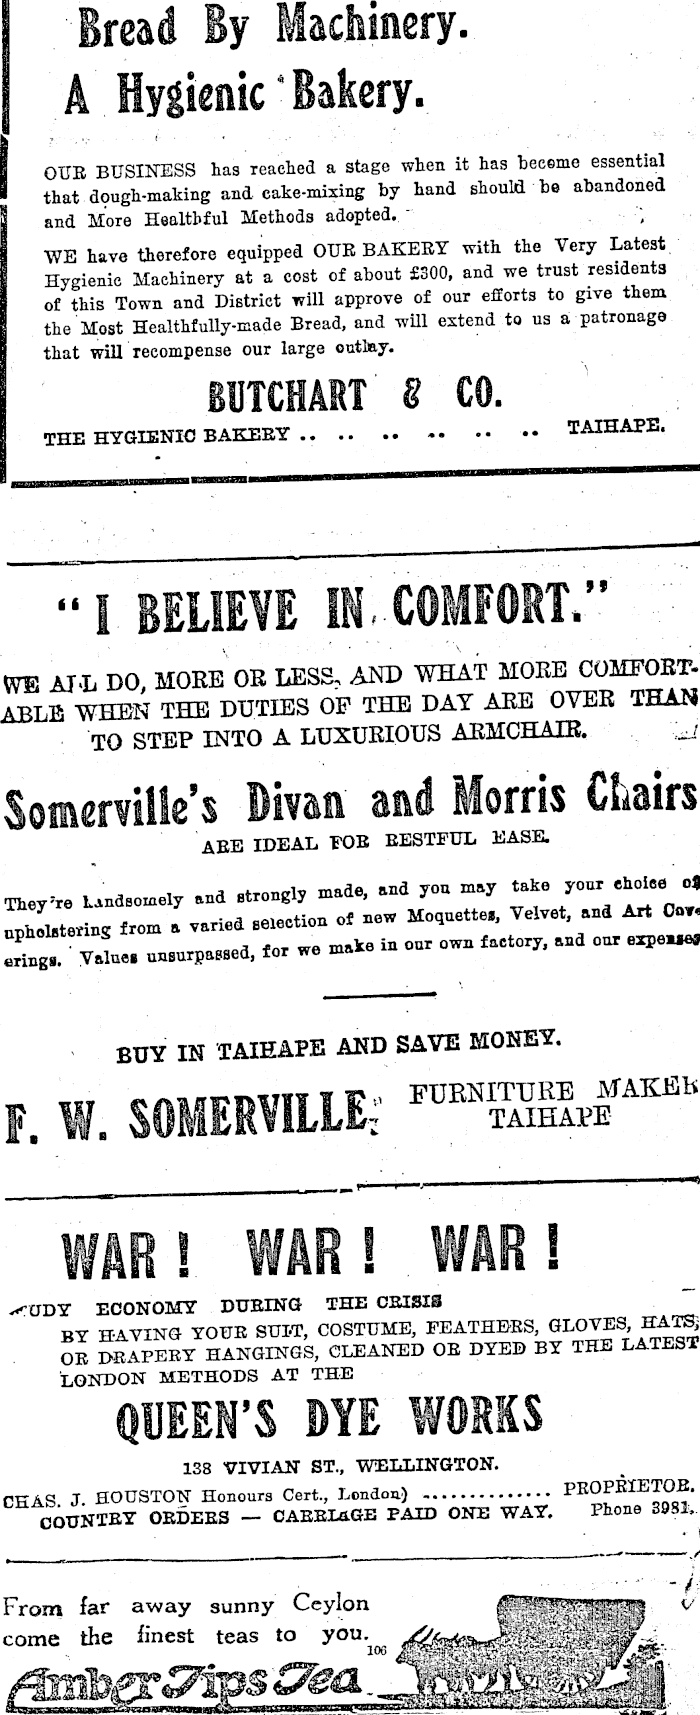 Bread By Machinery.
A Hygienic Bakery.
OUR BUSINESS has reached a stage when it has become essential
that dough-making and cake-mixing by hand should be abandoned
and More Healthful Methods adopted.
WE have therefore equipped OUR BAKERY with the Very Latest
Hygienic Machinery at a cost of about £300, and we trust residents
of this Town and District will approve of our efforts to give them
the Most Healthfully-made Bread, and will extend to us a patronage
that will recompense our large outlay.
BUTCHART & CO.
THE HYGIENIC BAKERY .. .. .. .. .. .. TAIHAPE.
"I BELIEVE IN COMFORT."
WE ALL DO, MORE OR LESS, AND WHAT MORE COMFORT-
ABLE WHEN THE DUTIES OF THE DAY ARE OVER THAN
TO STEP INTO A LUXURIOUS ARMCHAIR.
Somerville's Divan and Morris Chairs
ARE IDEAL FOR RESTFUL EASE.
They're handsomely and strongly made, and you may take your choice of
upholstering from a varied selection of new Moquettes, Velvet, and Art Cov-
erings. Values unsurpassed, for we make in our own factory, and our expenses
BUY IN TAIHAPE AND SAVE MONEY.
F. W. SOMERVILLE, FURNITURE MAKER
TAIHAPE
WAR! WAR! WAR!
UDY ECONOMY DURING THE CRISIS
BY HAVING YOUR SUIT, COSTUME, FEATHERS, GLOVES, HATS,
OR DRAPERY HANGINGS, CLEANED OR DYED BY THE LATEST
LONDON METHODS AT THE
QUEEN'S DYE WORKS
138 VIVIAN ST., WELLINGTON.
CHAS. J. HOUSTON Honours Cert., London) .............. PROPRIETOR.
COUNTRY ORDERS — CARRIAGE PAID ONE WAY. Phone 3981.
From far away sunny Ceylon
come the finest teas to you.
106
Amber Tips Tea